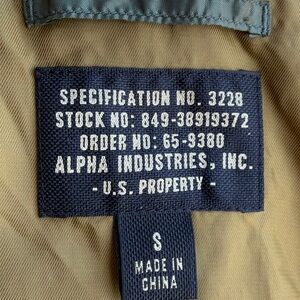 SPECIFICATION NO. 3228
STOCK NO: 849-38919372
ORDER NO: 65-9380
ALPHA INDUSTRIES, INC.
- U.S. PROPERTY -
S
MADE IN
CHINA